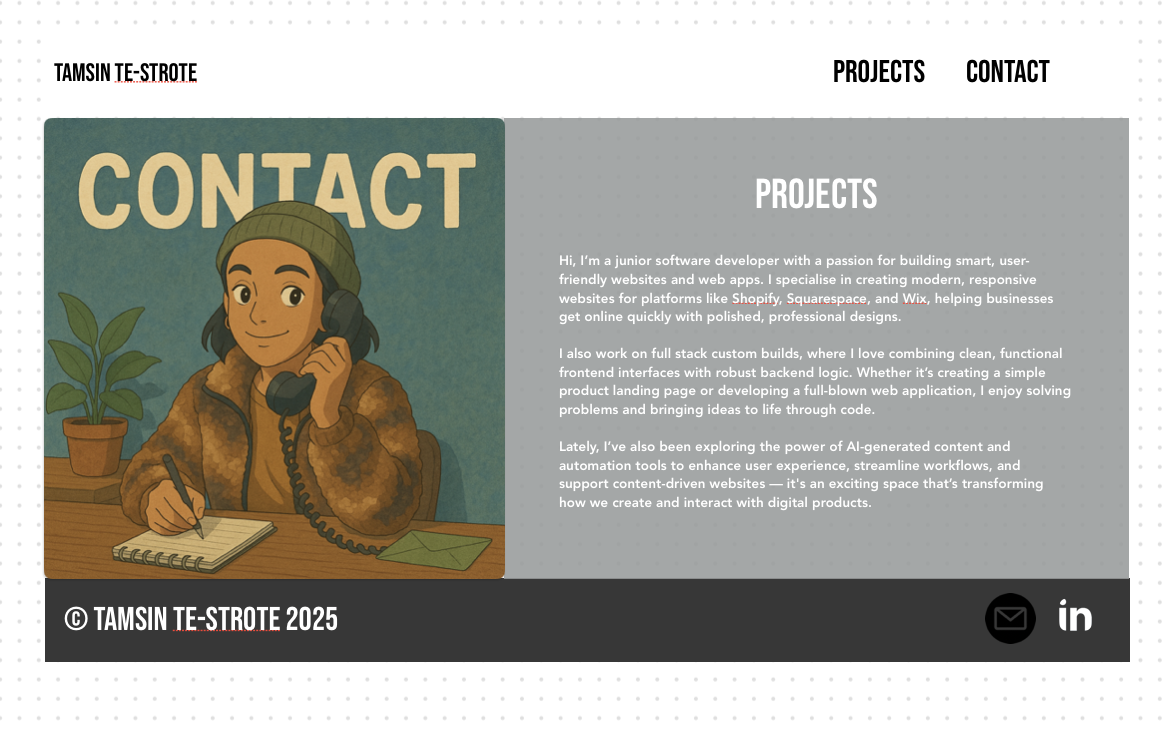 TAMSIN TE-STROTE
PROJECTS CONTACT
CONTACT
PROJECTS
Hi, I’m a junior software developer with a passion for building smart, user-
friendly websites and web apps. I specialise in creating modern, responsive
websites for platforms like Shopify, Squarespace, and Wix, helping businesses
get online quickly with polished, professional designs.
I also work on full stack custom builds, where I love combining clean, functional
frontend interfaces with robust backend logic. Whether it’s creating a simple
product landing page or developing a full-blown web application, I enjoy solving
problems and bringing ideas to life through code.
Lately, I’ve also been exploring the power of AI-generated content and
automation tools to enhance user experience, streamline workflows, and
support content-driven websites — it's an exciting space that’s transforming
how we create and interact with digital products.
© TAMSIN TE-STROTE 2025
in